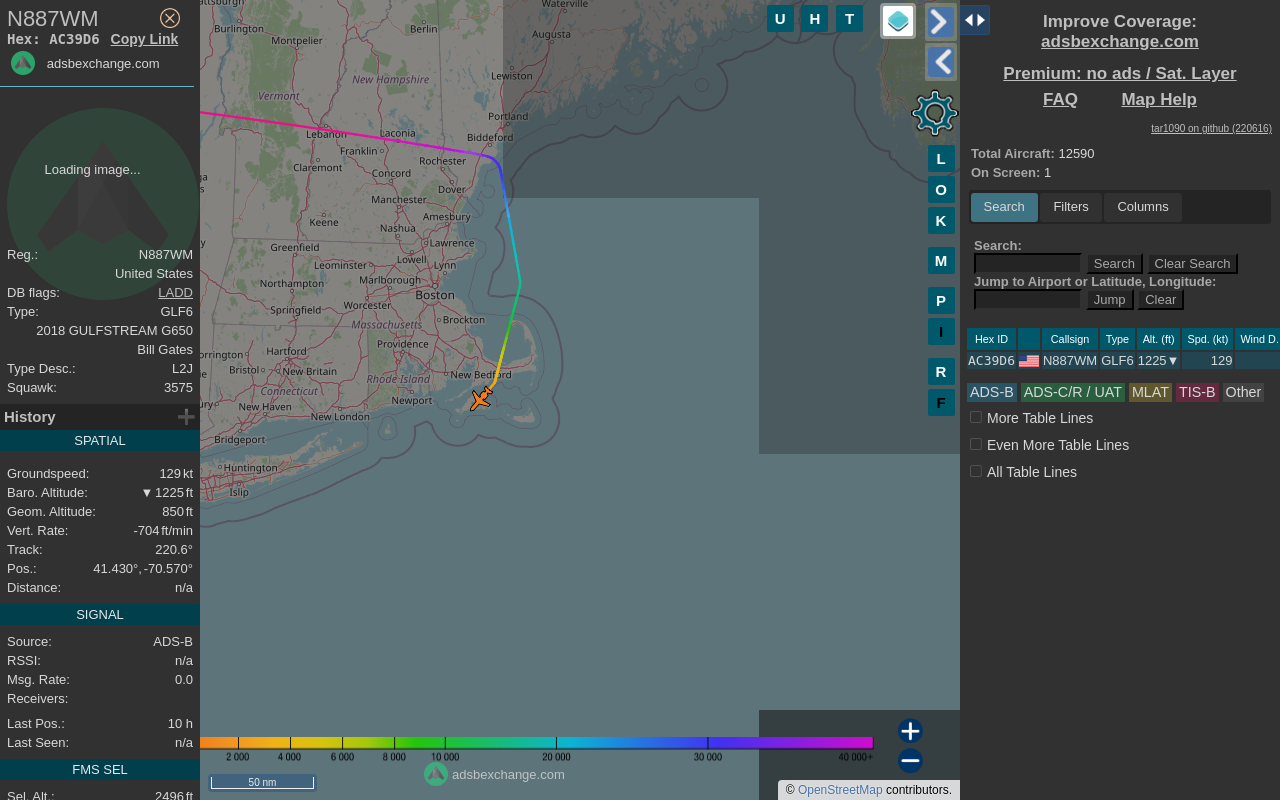 N887WM
Hex: AC39D6 Copy Link
adsbexchange.com
Loading image...
Reg.: N887WM
United States
DB flags: LADD
Type: GLF6
2018 GULFSTREAM G650
Bill Gates
Type Desc.: L2J
Squawk: 3575
History
SPATIAL
Groundspeed: 129 kt
Baro. Altitude: ▼ 1225 ft
Geom. Altitude: 850 ft
Vert. Rate: -704 ft/min
Track: 220.6°
Pos.: 41.430°, -70.570°
Distance: n/a
SIGNAL
Source: ADS-B
RSSI: n/a
Msg. Rate: 0.0
Receivers:
Last Pos.: 10 h
Last Seen: n/a
FMS SEL
Sel. Alt.: 2496 ft
Waterville
Burlington
Berlin
Montpelier
Augusta
Lewiston
New Hampshire
Vermont
Portland
Lebanon
Laconia
Biddeford
Franklin
Rochester
Claremont
Concord
Dover
Manchester
Amesbury
Keene
Nashua
Lawrence
Greenfield
Lowell
Leominster
Lynn
Northampton
Marlborough
Boston
Springfield
Worcester
Brockton
Massachusetts
Providence
Hartford
Bristol
New Britain
Rhode Island
New Bedford
Connecticut
Newport
New Haven
New London
Bridgeport
Huntington
Islip
U H T
L
O
K
M
P
I
R
F
2 000 4 000 6 000 8 000 10 000 20 000 30 000 40 000+
adsbexchange.com
50 nm
© OpenStreetMap contributors.
Improve Coverage:
adsbexchange.com
Premium: no ads / Sat. Layer
FAQ Map Help
tar1090 on github (220616)
Total Aircraft: 12590
On Screen: 1
Search Filters Columns
Search:
Search Clear Search
Jump to Airport or Latitude, Longitude:
Jump Clear
Hex ID Callsign Type Alt. (ft) Spd. (kt) Wind D.
AC39D6 N887WM GLF6 1225▼ 129
ADS-B ADS-C/R / UAT MLAT TIS-B Other
More Table Lines
Even More Table Lines
All Table Lines